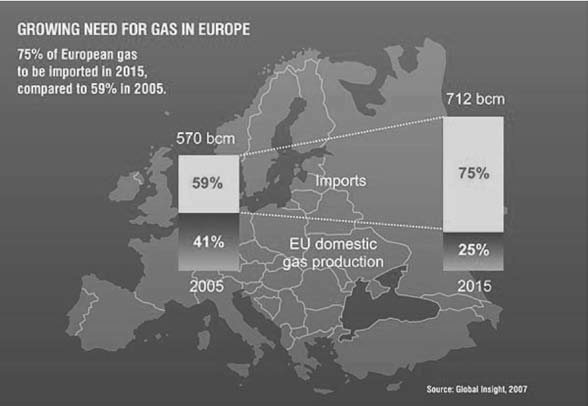 GROWING NEED FOR GAS IN EUROPE
75% of European gas
to be imported in 2015,
compared to 59% in 2005.
712 bcm
570 bcm
59%
Imports
75%
41%
EU domestic
gas production
25%
2005
2015
Source: Global Insight, 2007